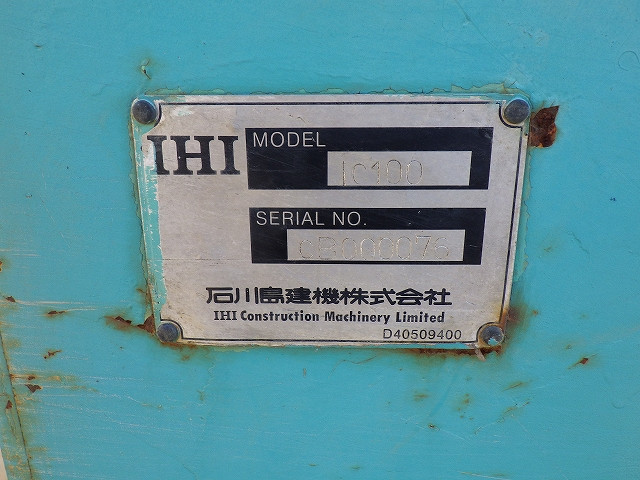 IHI
MODEL
Ic100
SERIAL NO.
石川島建機株式会社
IHI Construction Machinery Limited
D40509400